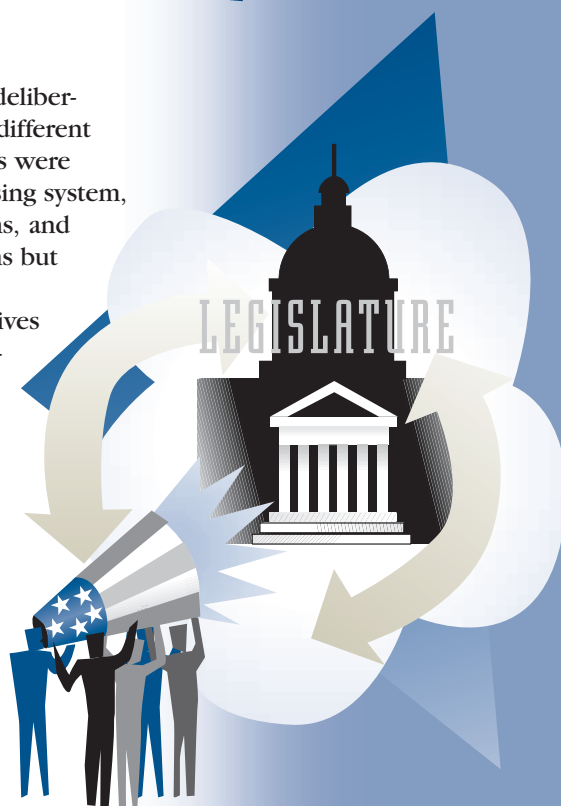 deliber-
different
s were
sing system,
ns, and
ns but
ives
-
LEGISLATURE